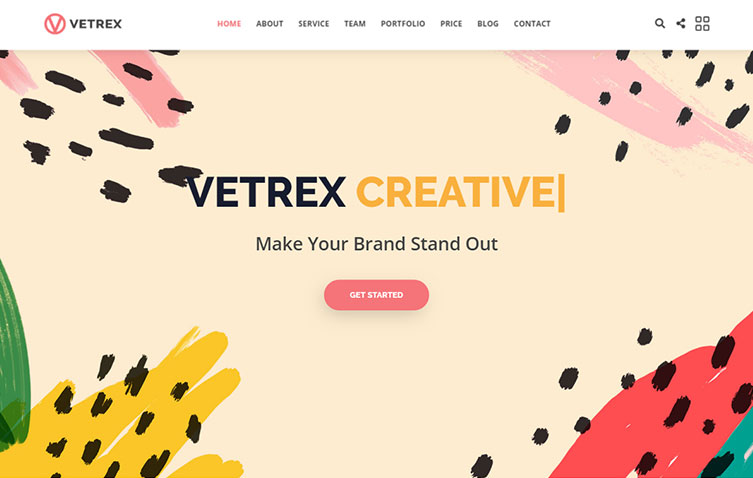 VETREX
HOME ABOUT SERVICE TEAM PORTFOLIO PRICE BLOG CONTACT
VETREX CREATIVE|
Make Your Brand Stand Out
GET STARTED